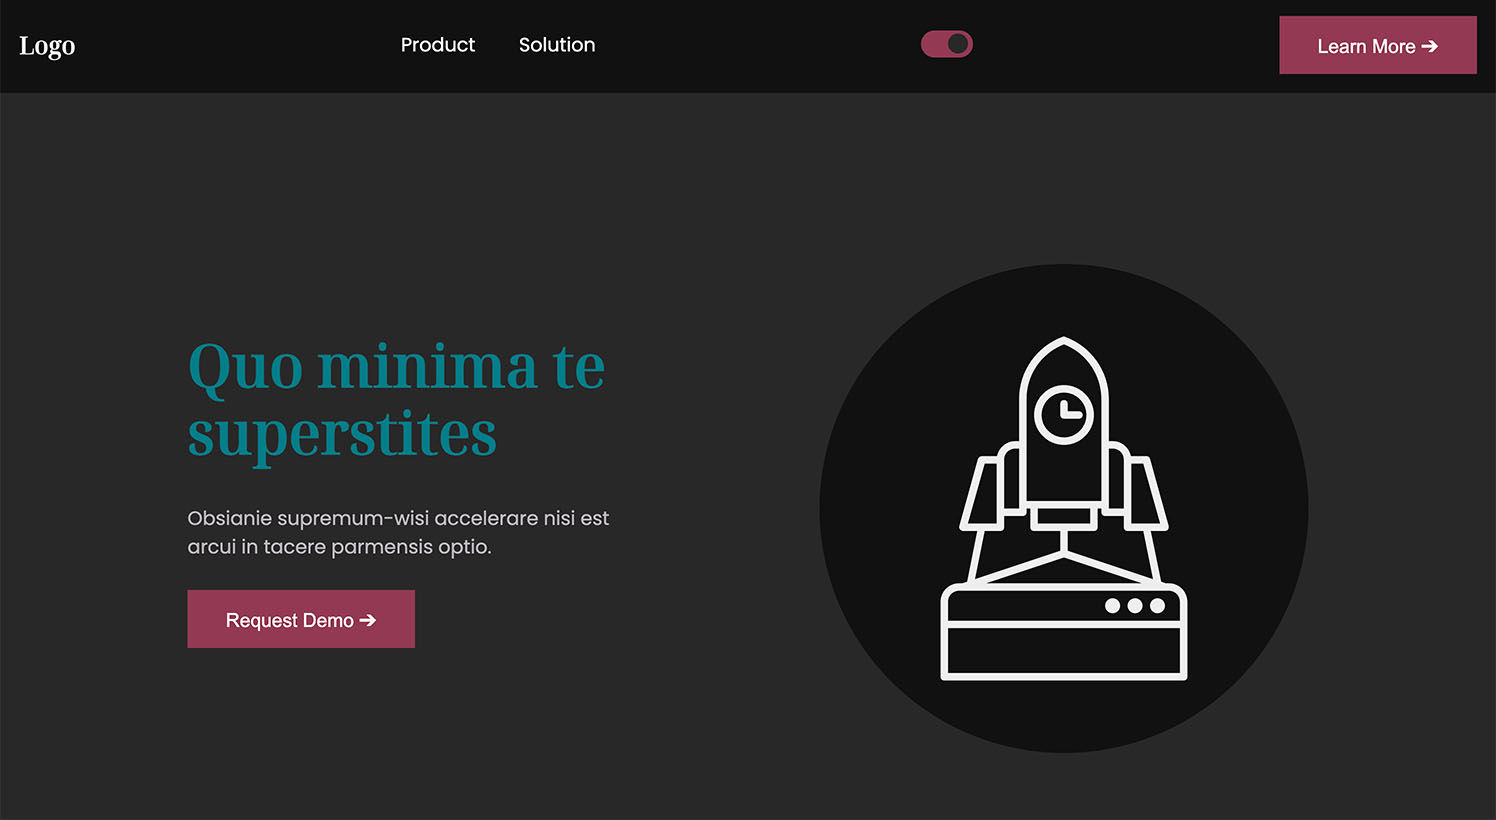 Logo
Product
Solution
Learn More ➔
Quo minima te
superstites
Obsianie supremum-wisi accelerare nisi est
arcui in tacere parmensis optio.
Request Demo ➔